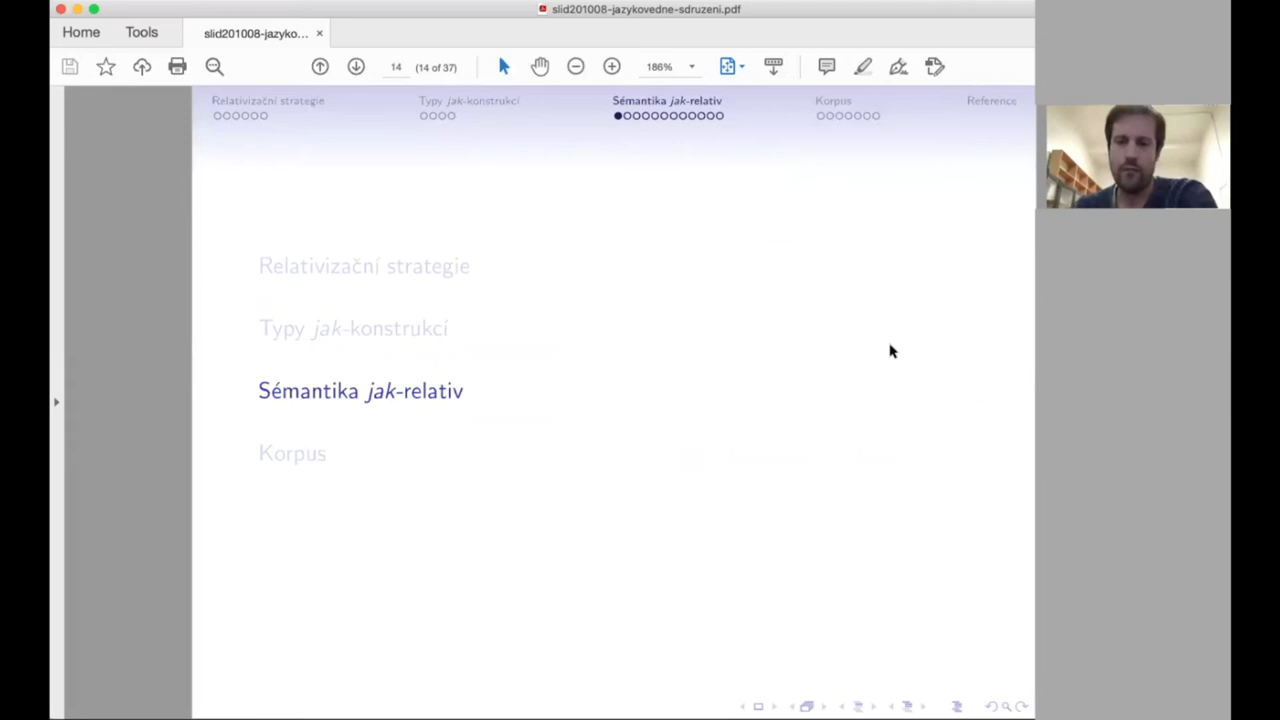 slid201008-jazykovedne-sdruzeni.pdf
Home Tools slid201008-jazyko... ×
14 (14 of 37) 186%
Relativizační strategie Typy jak-konstrukcí Sémantika jak-relativ Korpus Reference
Relativizační strategie
Typy jak-konstrukcí
Sémantika jak-relativ
Korpus